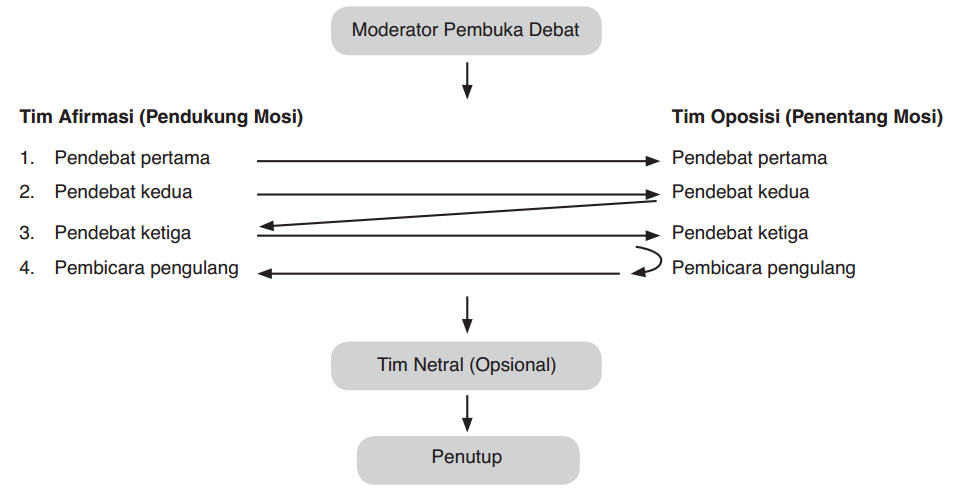 Moderator Pembuka Debat
Tim Afirmasi (Pendukung Mosi) Tim Oposisi (Penentang Mosi)
1. Pendebat pertama Pendebat pertama
2. Pendebat kedua Pendebat kedua
3. Pendebat ketiga Pendebat ketiga
4. Pembicara pengulang Pembicara pengulang
Tim Netral (Opsional)
Penutup